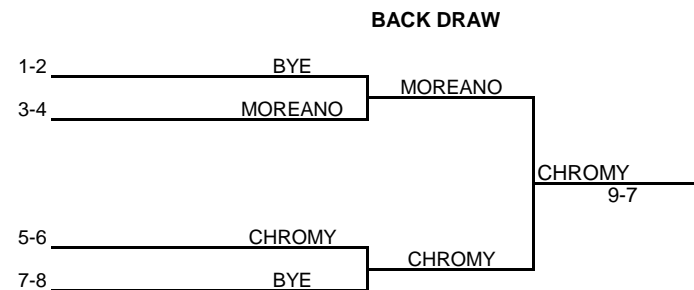 BACK DRAW
1-2 BYE
MOREANO
3-4 MOREANO
CHROMY
9-7
5-6 CHROMY
CHROMY
7-8 BYE